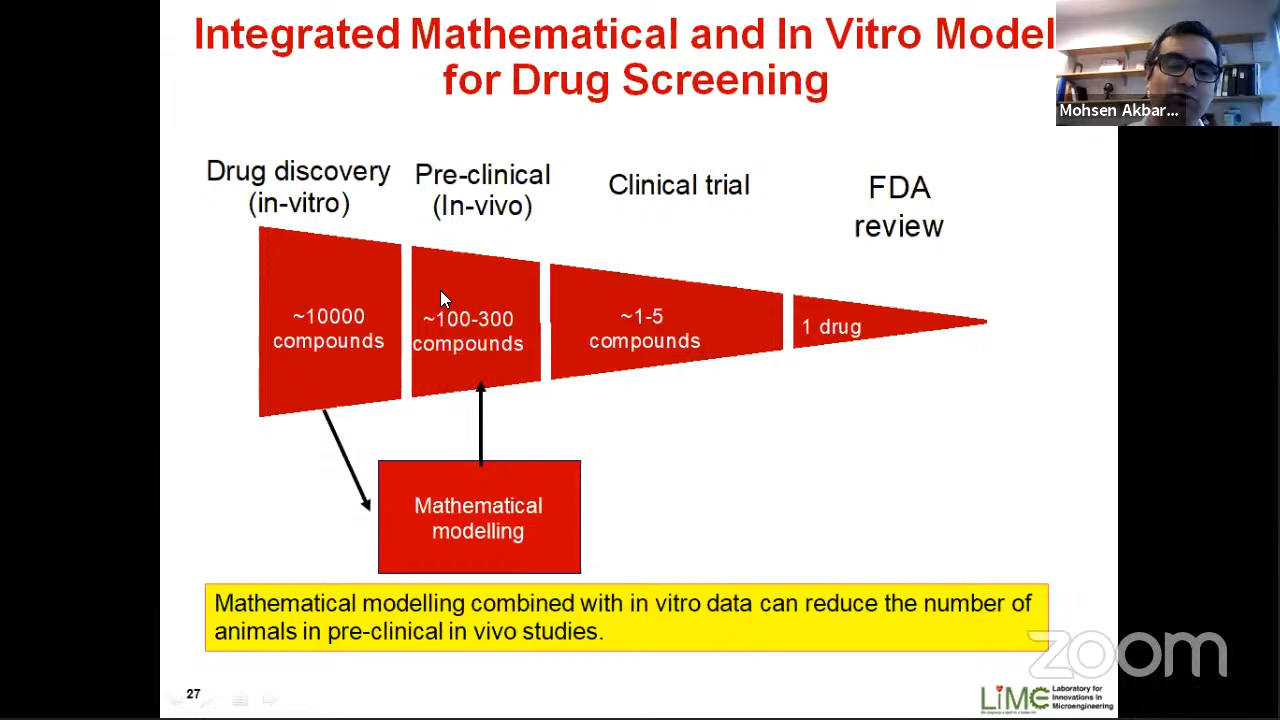 Integrated Mathematical and In Vitro Model
for Drug Screening
Mohsen Akbar...
Drug discovery
(in-vitro)
Pre-clinical
(In-vivo)
Clinical trial
FDA
review
~10000
compounds
~100-300
compounds
~1-5
compounds
1 drug
Mathematical
modelling
Mathematical modelling combined with in vitro data can reduce the number of
animals in pre-clinical in vivo studies.
zoom
27
LiME
Laboratory for
Innovations in
Microengineering